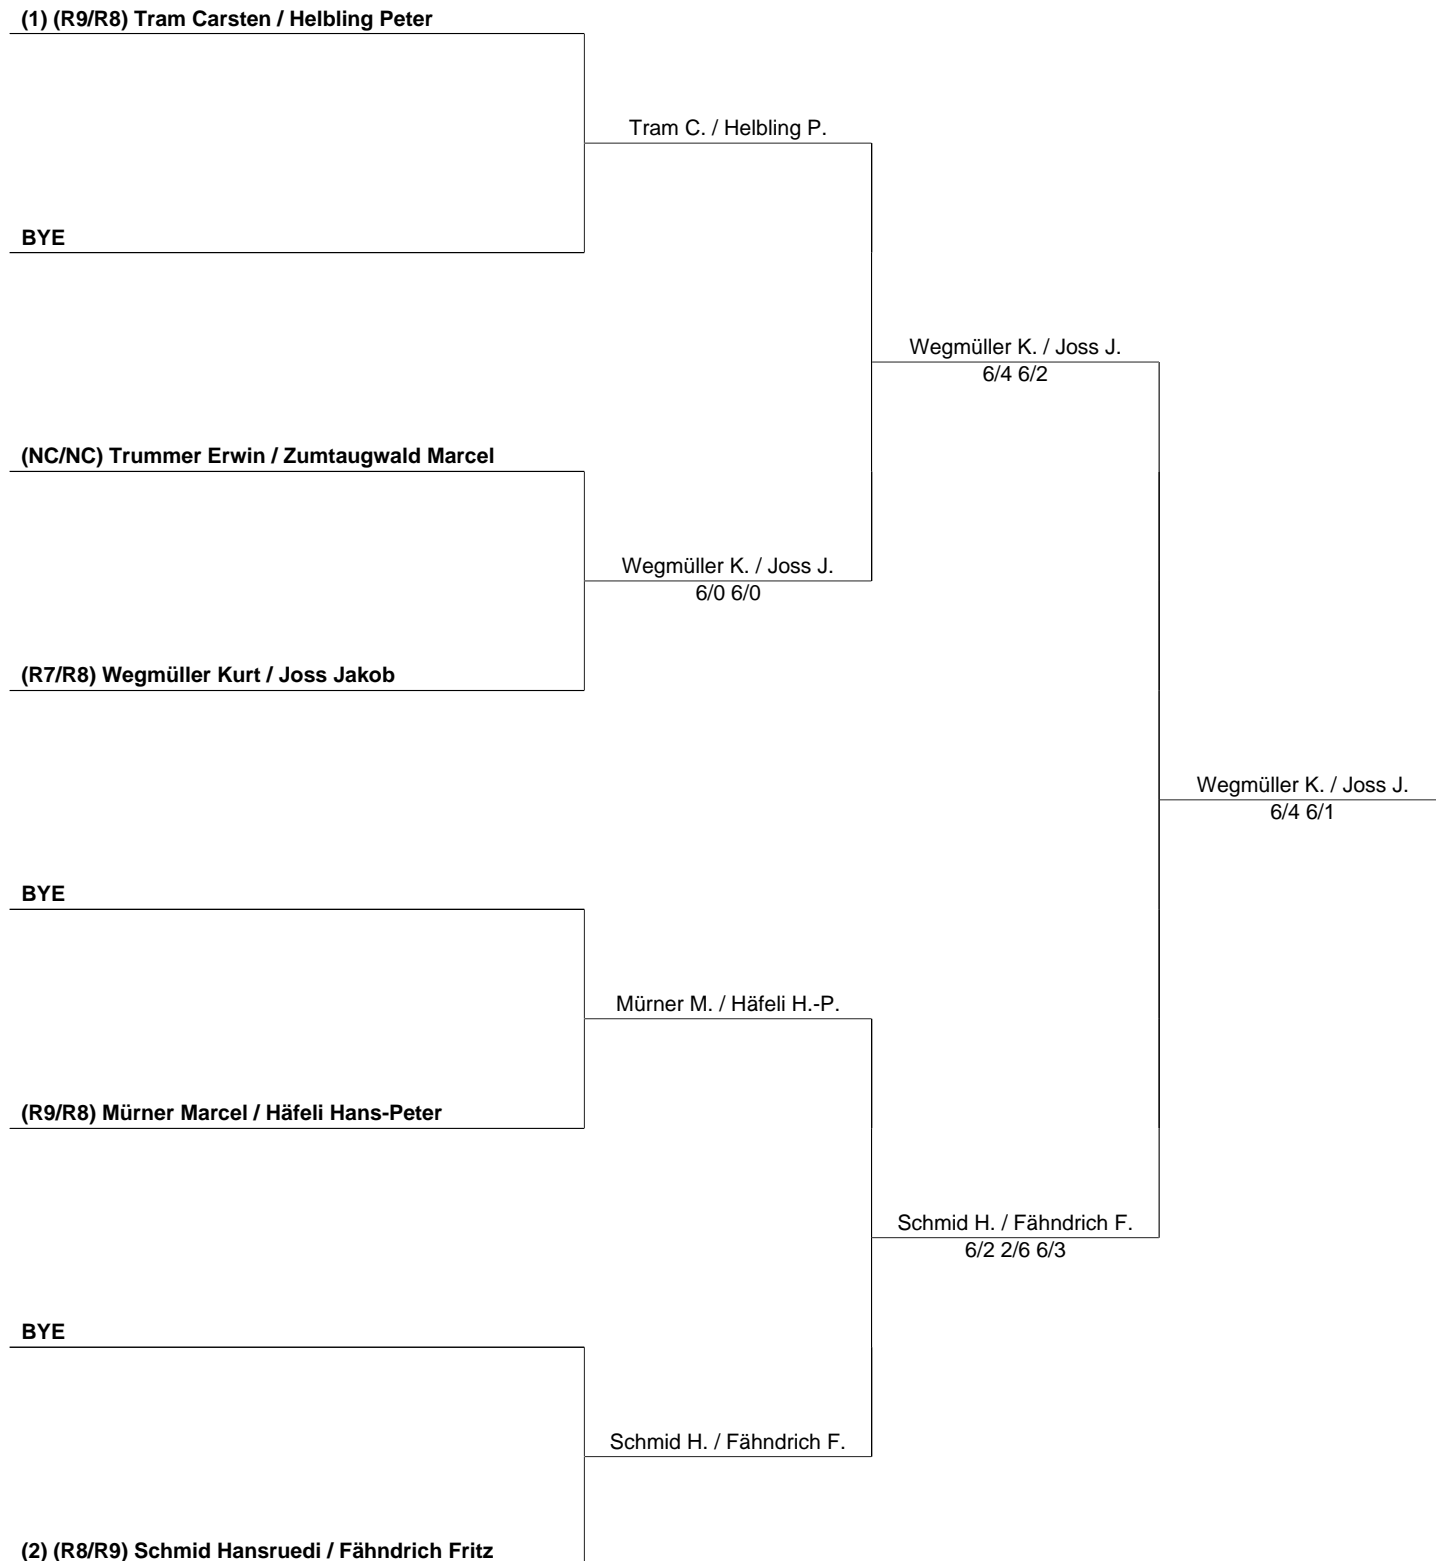 (1) (R9/R8) Tram Carsten / Helbling Peter
Tram C. / Helbling P.
BYE
Wegmüller K. / Joss J.
6/4 6/2
(NC/NC) Trummer Erwin / Zumtaugwald Marcel
Wegmüller K. / Joss J.
6/0 6/0
(R7/R8) Wegmüller Kurt / Joss Jakob
Wegmüller K. / Joss J.
6/4 6/1
BYE
Mürner M. / Häfeli H.-P.
(R9/R8) Mürner Marcel / Häfeli Hans-Peter
Schmid H. / Fähndrich F.
6/2 2/6 6/3
BYE
Schmid H. / Fähndrich F.
(2) (R8/R9) Schmid Hansruedi / Fähndrich Fritz